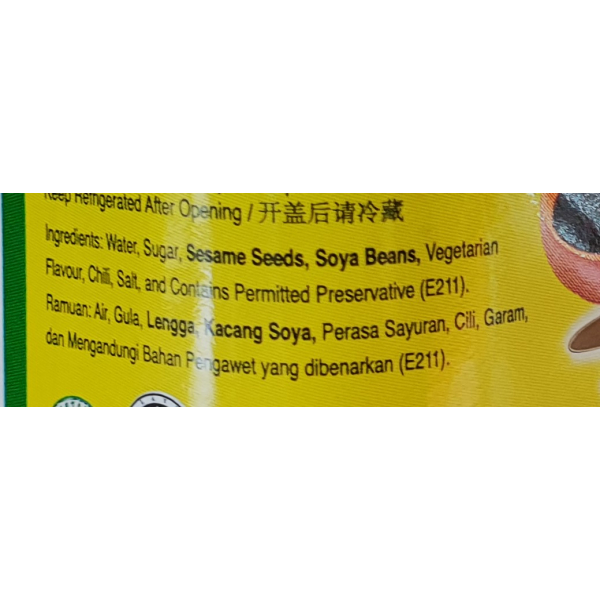 Keep Refrigerated After Opening / 开盖后请冷藏
Ingredients: Water, Sugar, Sesame Seeds, Soya Beans, Vegetarian
Flavour, Chilli, Salt, and Contains Permitted Preservative (E211).
Ramuan: Air, Gula, Lengga, Kacang Soya, Perasa Sayuran, Cili, Garam,
dan Mengandungi Bahan Pengawet yang dibenarkan (E211).